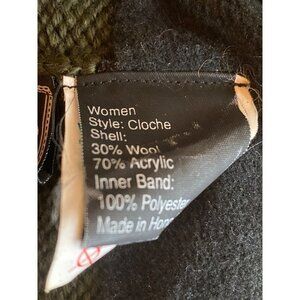 Women
Style: Cloche
Shell:
30% Wool
70% Acrylic
Inner Band:
100% Polyester
Made in